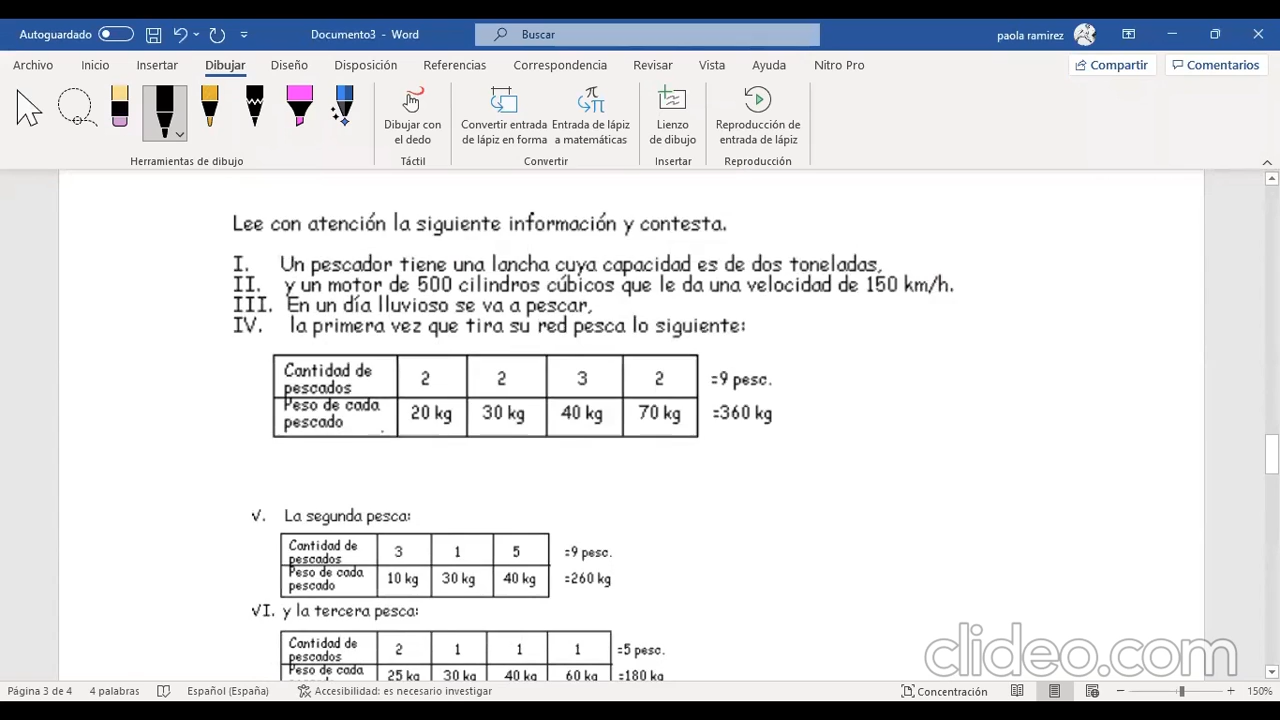 Autoguardado Documento3 - Word Buscar paola ramirez
Archivo Inicio Insertar Dibujar Diseño Disposición Referencias Correspondencia Revisar Vista Ayuda Nitro Pro Compartir Comentarios
Dibujar con el dedo
Convertir entrada de lápiz en forma
Entrada de lápiz a matemáticas
Lienzo de dibujo
Reproducción de entrada de lápiz
Herramientas de dibujo Táctil Convertir Insertar Reproducción
Lee con atención la siguiente información y contesta.
I. Un pescador tiene una lancha cuya capacidad es de dos toneladas,
II. y un motor de 500 cilindros cúbicos que le da una velocidad de 150 km/h.
III. En un día lluvioso se va a pescar,
IV. la primera vez que tira su red pesca lo siguiente:
Cantidad de pescados 2 2 3 2 =9 pesc.
Peso de cada pescado 20 kg 30 kg 40 kg 70 kg =360 kg
V. La segunda pesca:
Cantidad de pescados 3 1 5 =9 pesc.
Peso de cada pescado 10 kg 30 kg 40 kg =260 kg
VI. y la tercera pesca:
Cantidad de pescados 2 1 1 1 =5 pesc.
Peso de cada 25 kg 30 kg 40 kg 60 kg =180 kg
clideo.com
Página 3 de 4 4 palabras Español (España) Accesibilidad: es necesario investigar Concentración 150%